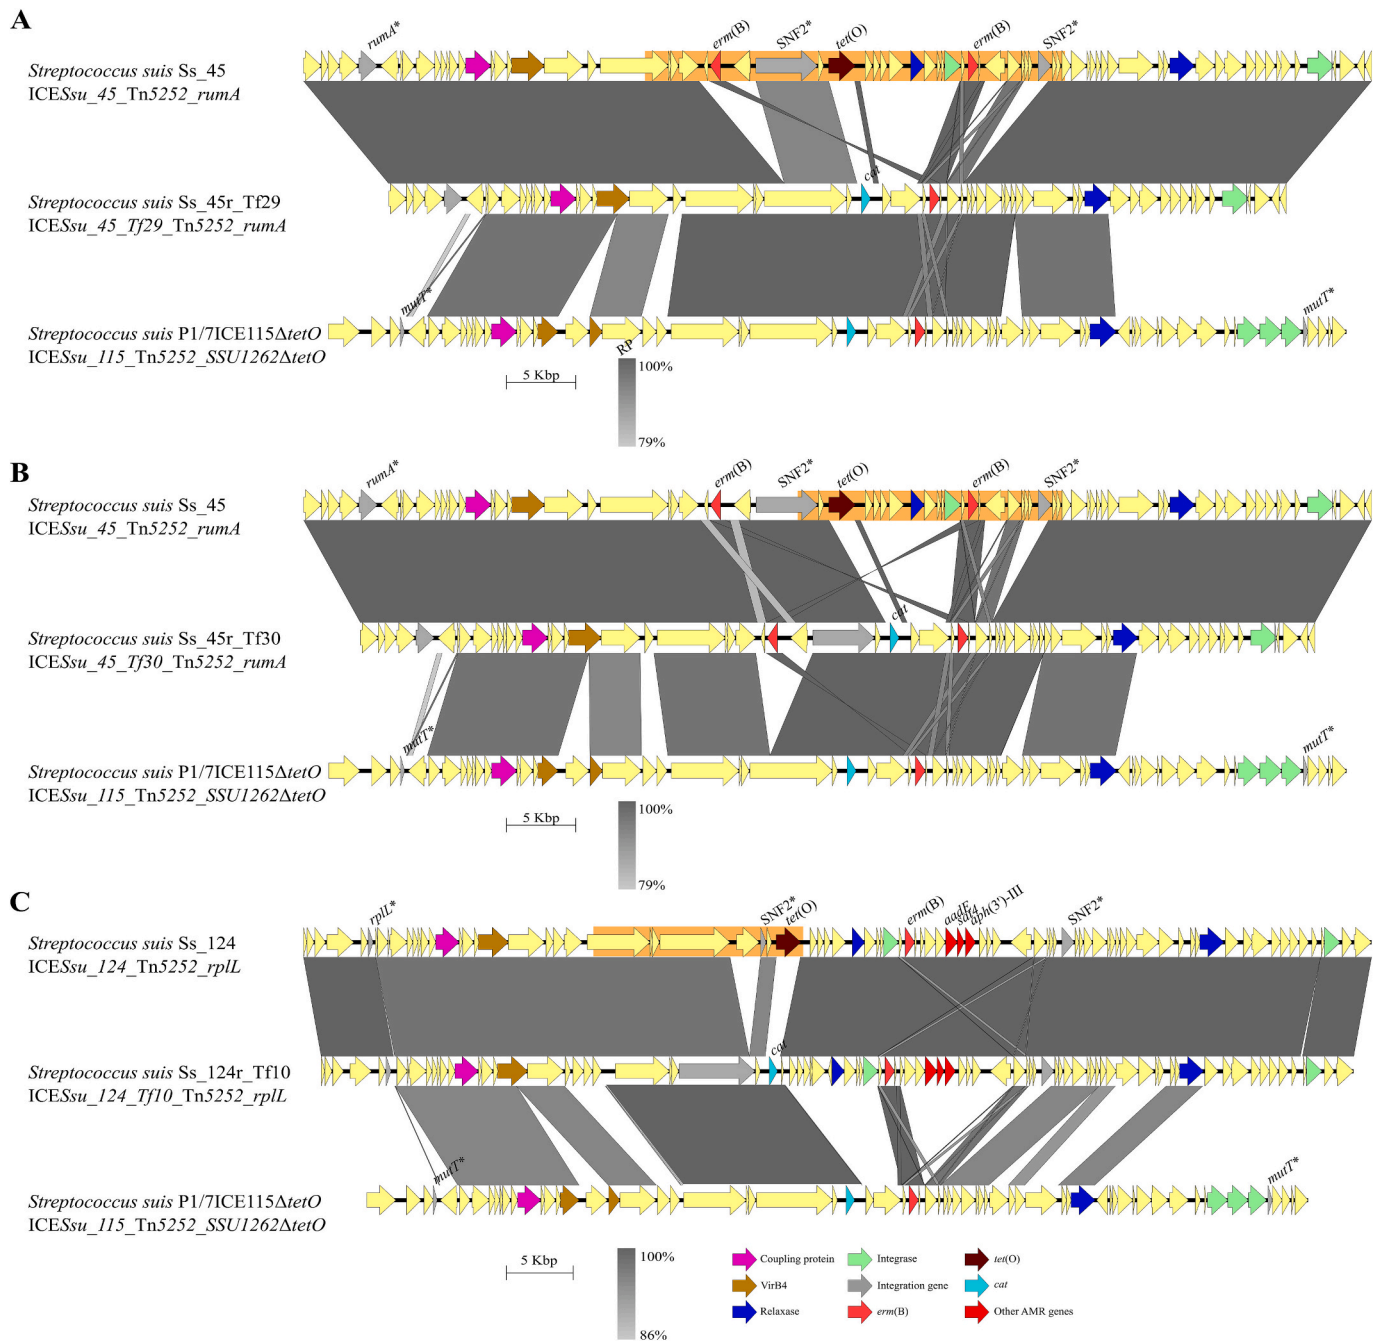 A
rumA*
erm(B)
SNF2*
tet(O)
erm(B)
SNF2*
Streptococcus suis Ss_45
ICESsu_45_Tn5252_rumA
cat
Streptococcus suis Ss_45r_Tf29
ICESsu_45_Tf29_Tn5252_rumA
mutT*
mutT*
Streptococcus suis P1/7ICE115ΔtetO
ICESsu_115_Tn5252_SSU1262ΔtetO
RP
5 Kbp
100%
79%
B
rumA*
erm(B)
SNF2*
tet(O)
erm(B)
SNF2*
Streptococcus suis Ss_45
ICESsu_45_Tn5252_rumA
cat
Streptococcus suis Ss_45r_Tf30
ICESsu_45_Tf30_Tn5252_rumA
mutT*
mutT*
Streptococcus suis P1/7ICE115ΔtetO
ICESsu_115_Tn5252_SSU1262ΔtetO
5 Kbp
100%
79%
C
rplL*
SNF2*
tet(O)
erm(B)
aadE
sat4
aph(3')-III
SNF2*
Streptococcus suis Ss_124
ICESsu_124_Tn5252_rplL
cat
Streptococcus suis Ss_124r_Tf10
ICESsu_124_Tf10_Tn5252_rplL
mutT*
mutT*
Streptococcus suis P1/7ICE115ΔtetO
ICESsu_115_Tn5252_SSU1262ΔtetO
5 Kbp
100%
86%
Coupling protein
Integrase
tet(O)
VirB4
Integration gene
cat
Relaxase
erm(B)
Other AMR genes